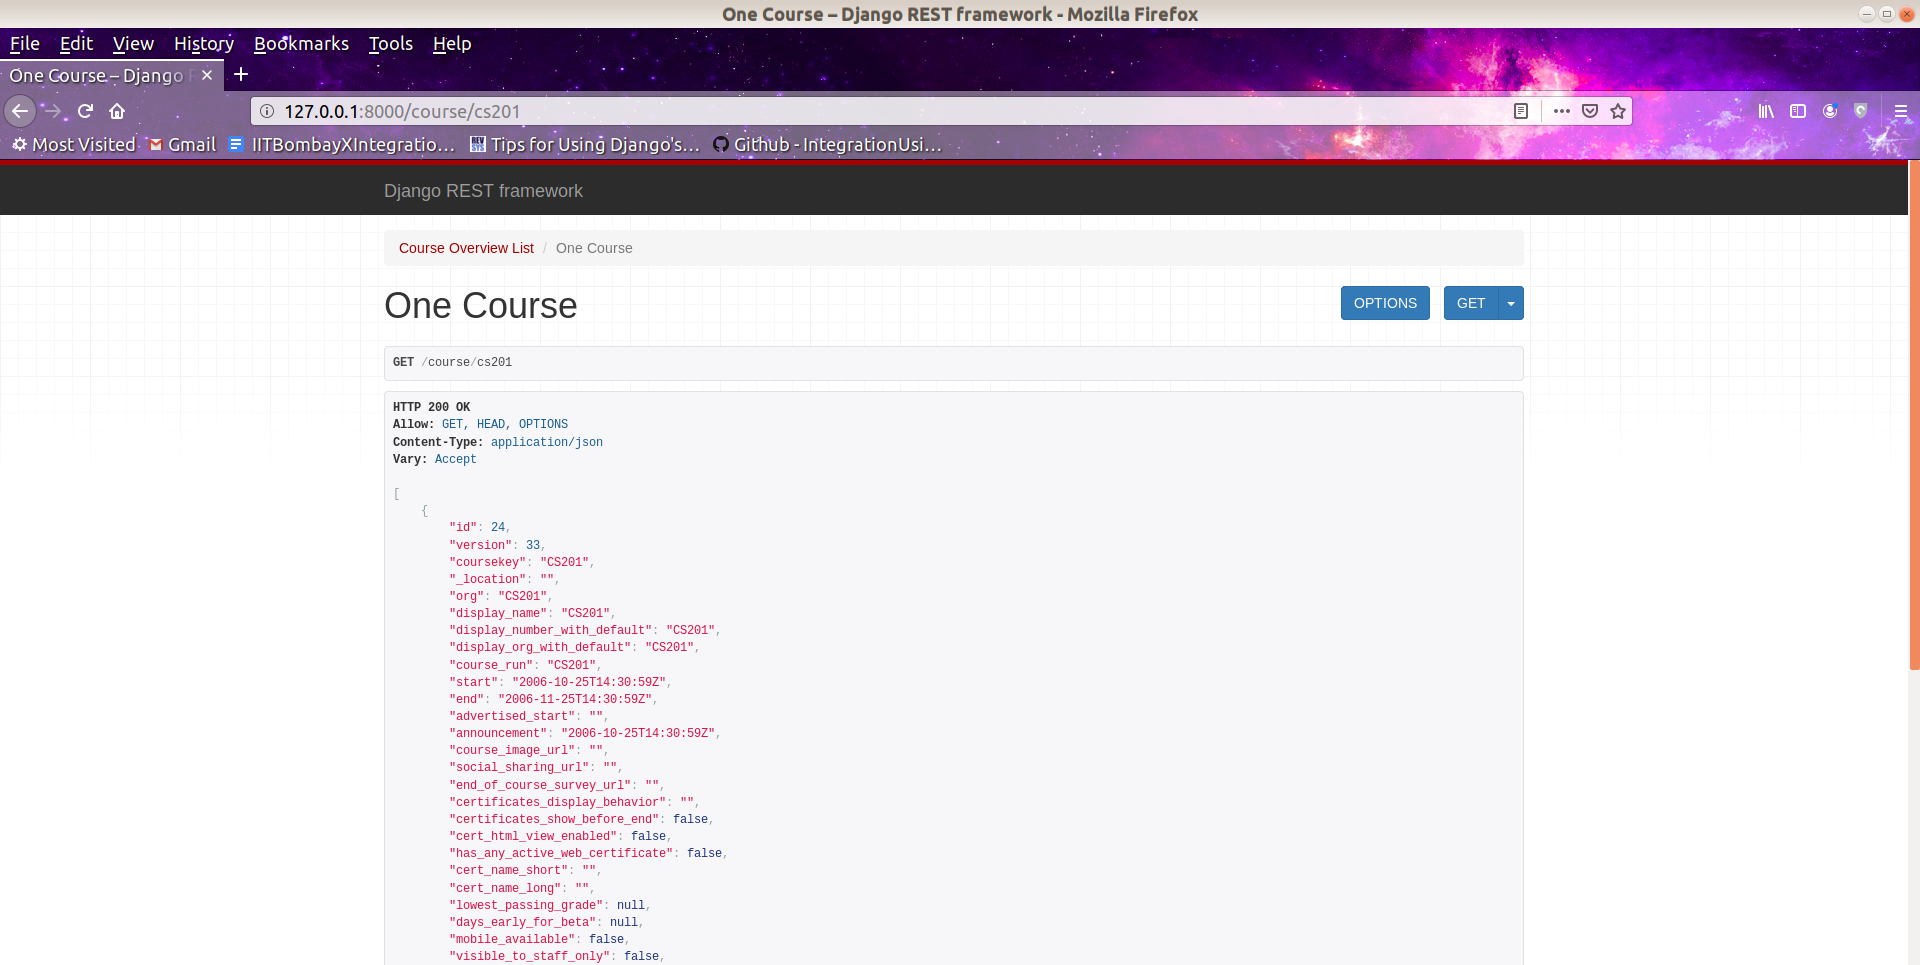 One Course – Django REST framework - Mozilla Firefox
File Edit View History Bookmarks Tools Help
One Course – Django
127.0.0.1:8000/course/cs201
Most Visited Gmail IITBombayXIntegratio… Tips for Using Django's… Github - IntegrationUsi…
Django REST framework
Course Overview List / One Course
One Course
OPTIONS GET
GET /course/cs201
HTTP 200 OK
Allow: GET, HEAD, OPTIONS
Content-Type: application/json
Vary: Accept
[
{
"id": 24,
"version": 33,
"coursekey": "CS201",
"_location": "",
"org": "CS201",
"display_name": "CS201",
"display_number_with_default": "CS201",
"display_org_with_default": "CS201",
"course_run": "CS201",
"start": "2006-10-25T14:30:59Z",
"end": "2006-11-25T14:30:59Z",
"advertised_start": "",
"announcement": "2006-10-25T14:30:59Z",
"course_image_url": "",
"social_sharing_url": "",
"end_of_course_survey_url": "",
"certificates_display_behavior": "",
"certificates_show_before_end": false,
"cert_html_view_enabled": false,
"has_any_active_web_certificate": false,
"cert_name_short": "",
"cert_name_long": "",
"lowest_passing_grade": null,
"days_early_for_beta": null,
"mobile_available": false,
"visible_to_staff_only": false,